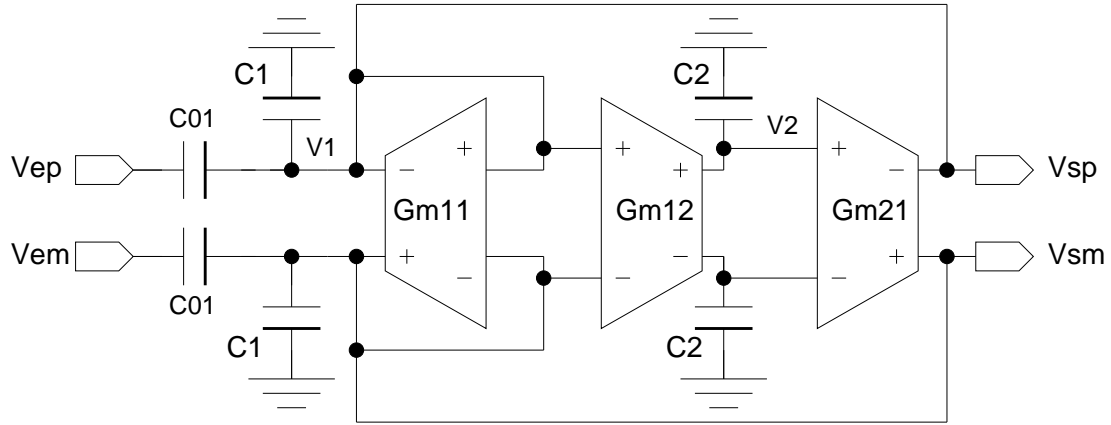 C1
C2
C01
V1
V2
Vep
Vsp
+
−
+
+
+
−
Gm11
Gm12
Gm21
Vem
Vsm
+
−
−
−
−
+
C01
C1
C2